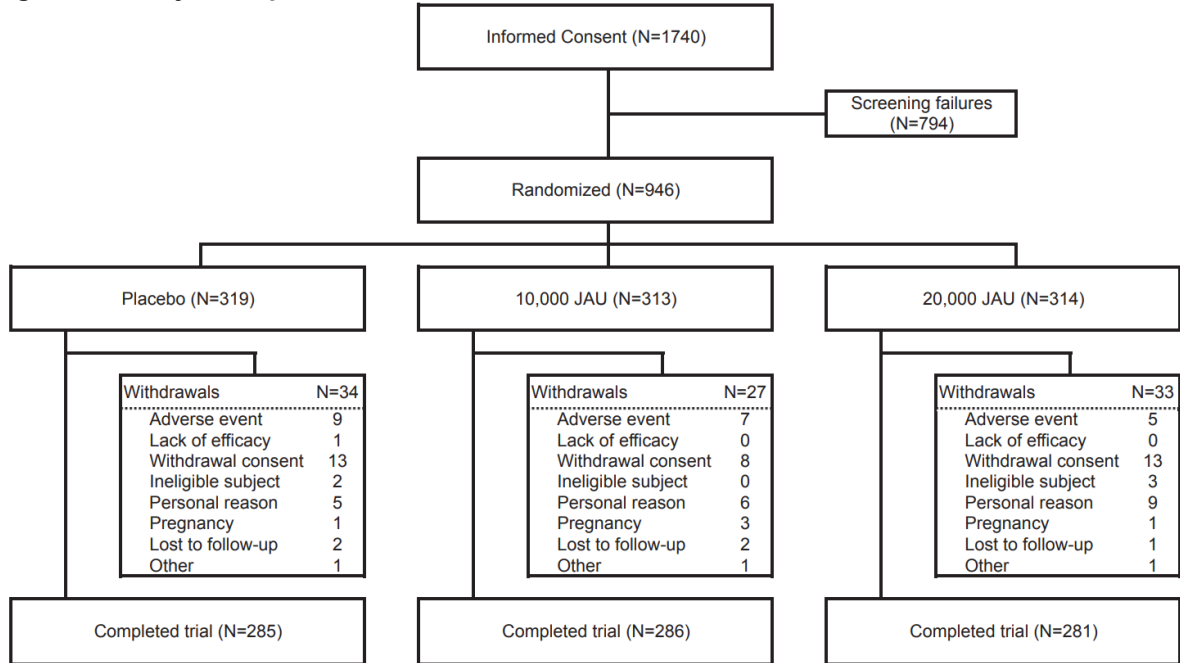 Informed Consent (N=1740)
Screening failures
(N=794)
Randomized (N=946)
Placebo (N=319)
10,000 JAU (N=313)
20,000 JAU (N=314)
Withdrawals N=34
Adverse event 9
Lack of efficacy 1
Withdrawal consent 13
Ineligible subject 2
Personal reason 5
Pregnancy 1
Lost to follow-up 2
Other 1
Withdrawals N=27
Adverse event 7
Lack of efficacy 0
Withdrawal consent 8
Ineligible subject 0
Personal reason 6
Pregnancy 3
Lost to follow-up 2
Other 1
Withdrawals N=33
Adverse event 5
Lack of efficacy 0
Withdrawal consent 13
Ineligible subject 3
Personal reason 9
Pregnancy 1
Lost to follow-up 1
Other 1
Completed trial (N=285)
Completed trial (N=286)
Completed trial (N=281)